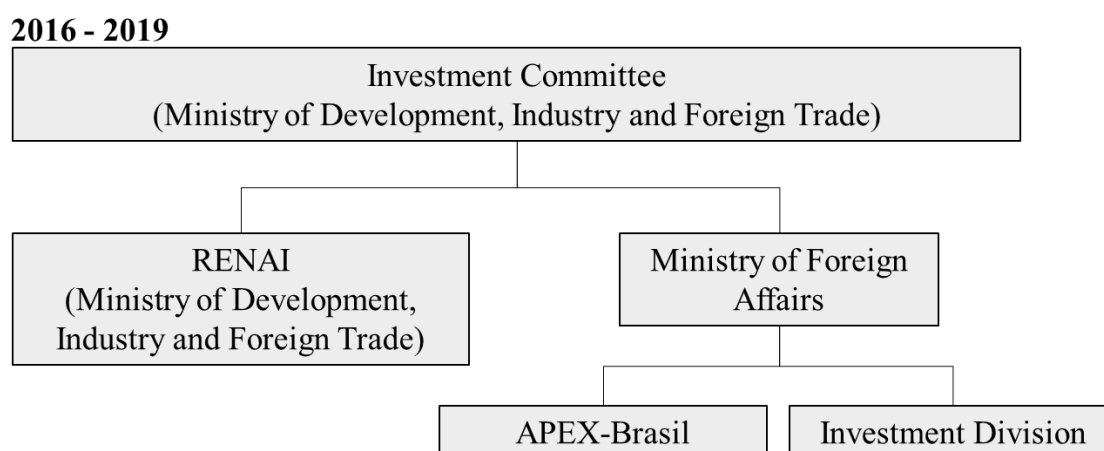 2016 - 2019
Investment Committee
(Ministry of Development, Industry and Foreign Trade)
RENAI
(Ministry of Development,
Industry and Foreign Trade)
Ministry of Foreign
Affairs
APEX-Brasil
Investment Division